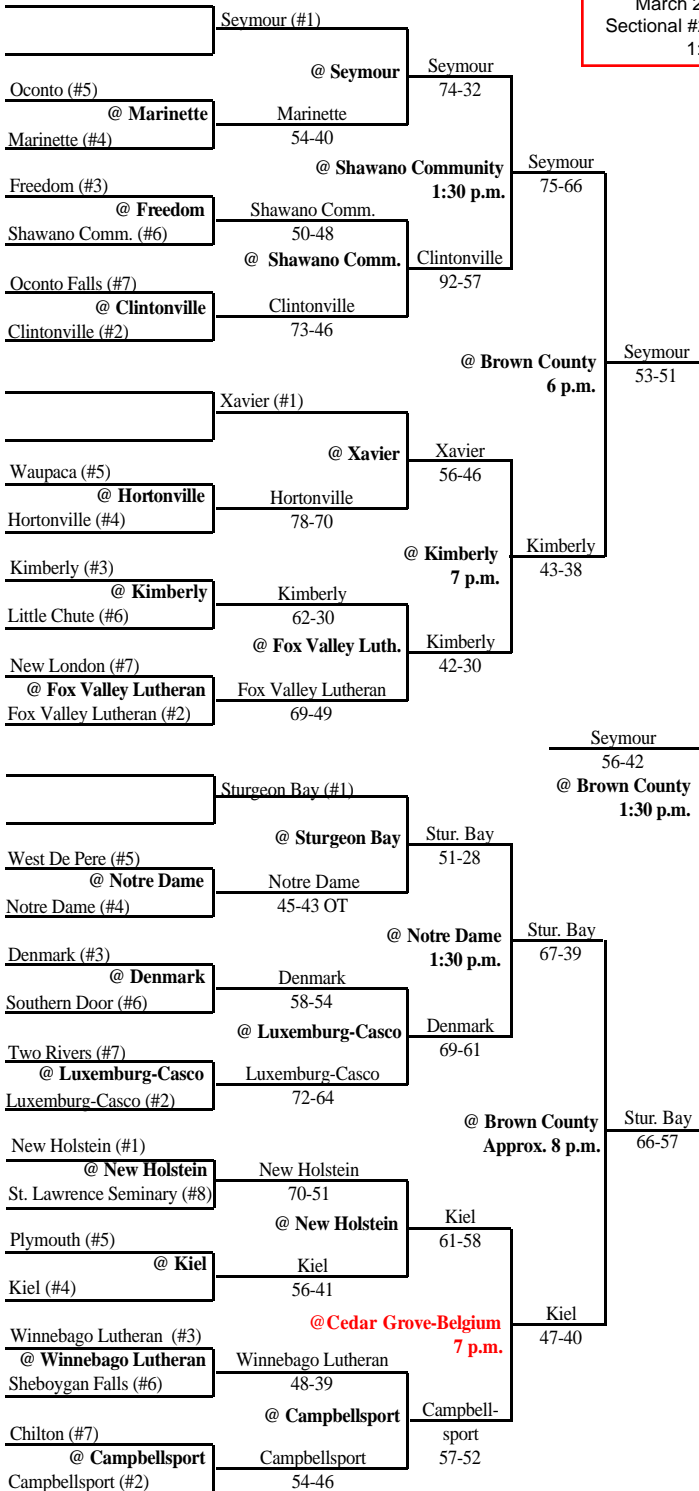 March 2
Sectional #
1:
Seymour (#1)
@ Seymour
Seymour
74-32
Oconto (#5)
@ Marinette
Marinette (#4)
Marinette
54-40
@ Shawano Community
1:30 p.m.
Seymour
75-66
Freedom (#3)
@ Freedom
Shawano Comm. (#6)
Shawano Comm.
50-48
@ Shawano Comm.
Clintonville
92-57
Oconto Falls (#7)
@ Clintonville
Clintonville (#2)
Clintonville
73-46
@ Brown County
6 p.m.
Seymour
53-51
Xavier (#1)
@ Xavier
Xavier
56-46
Waupaca (#5)
@ Hortonville
Hortonville (#4)
Hortonville
78-70
@ Kimberly
7 p.m.
Kimberly
43-38
Kimberly (#3)
@ Kimberly
Little Chute (#6)
Kimberly
62-30
@ Fox Valley Luth.
Kimberly
42-30
New London (#7)
@ Fox Valley Lutheran
Fox Valley Lutheran (#2)
Fox Valley Lutheran
69-49
Seymour
56-42
@ Brown County
1:30 p.m.
Sturgeon Bay (#1)
@ Sturgeon Bay
Stur. Bay
51-28
West De Pere (#5)
@ Notre Dame
Notre Dame (#4)
Notre Dame
45-43 OT
@ Notre Dame
1:30 p.m.
Stur. Bay
67-39
Denmark (#3)
@ Denmark
Southern Door (#6)
Denmark
58-54
@ Luxemburg-Casco
Denmark
69-61
Two Rivers (#7)
@ Luxemburg-Casco
Luxemburg-Casco (#2)
Luxemburg-Casco
72-64
@ Brown County
Approx. 8 p.m.
Stur. Bay
66-57
New Holstein (#1)
@ New Holstein
St. Lawrence Seminary (#8)
New Holstein
70-51
@ New Holstein
Kiel
61-58
Plymouth (#5)
@ Kiel
Kiel (#4)
Kiel
56-41
@Cedar Grove-Belgium
7 p.m.
Kiel
47-40
Winnebago Lutheran (#3)
@ Winnebago Lutheran
Sheboygan Falls (#6)
Winnebago Lutheran
48-39
@ Campbellsport
Campbell-
sport
57-52
Chilton (#7)
@ Campbellsport
Campbellsport (#2)
Campbellsport
54-46